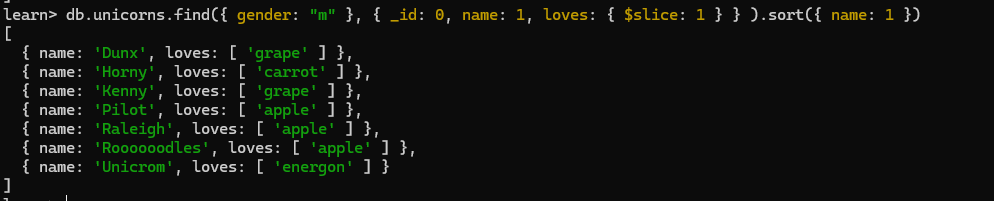 learn> db.unicorns.find({ gender: "m" }, { _id: 0, name: 1, loves: { $slice: 1 } } ).sort({ name: 1 })
[
  { name: 'Dunx', loves: [ 'grape' ] },
  { name: 'Horny', loves: [ 'carrot' ] },
  { name: 'Kenny', loves: [ 'grape' ] },
  { name: 'Pilot', loves: [ 'apple' ] },
  { name: 'Raleigh', loves: [ 'apple' ] },
  { name: 'Roooooodles', loves: [ 'apple' ] },
  { name: 'Unicrom', loves: [ 'energon' ] }
]